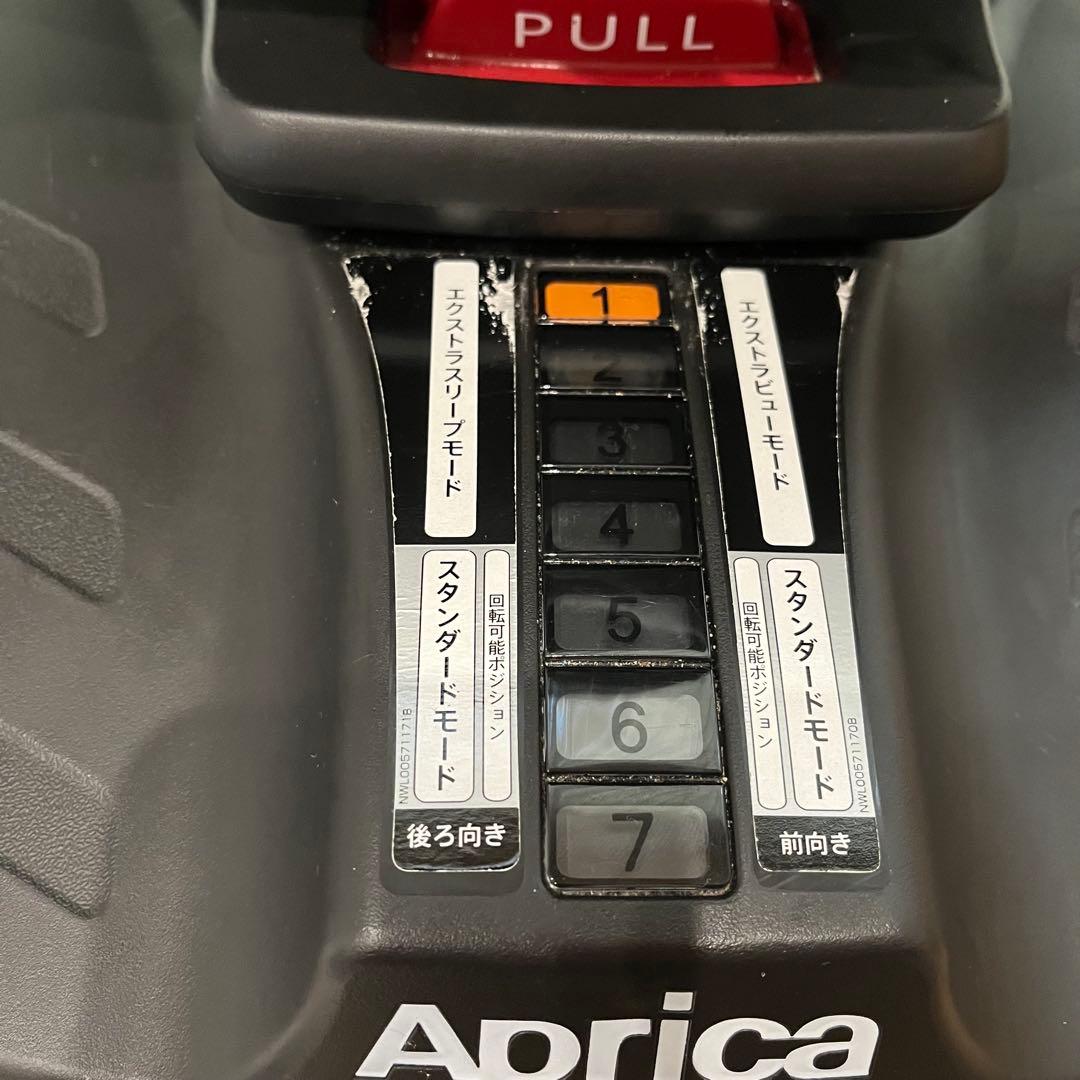 PULL
エクストラスリープモード
スタンダードモード
回転可能ポジション
NWL00571171B
後ろ向き
1
2
3
4
5
6
7
エクストラビューモード
回転可能ポジション
スタンダードモード
NWL00571170B
前向き
Aprica